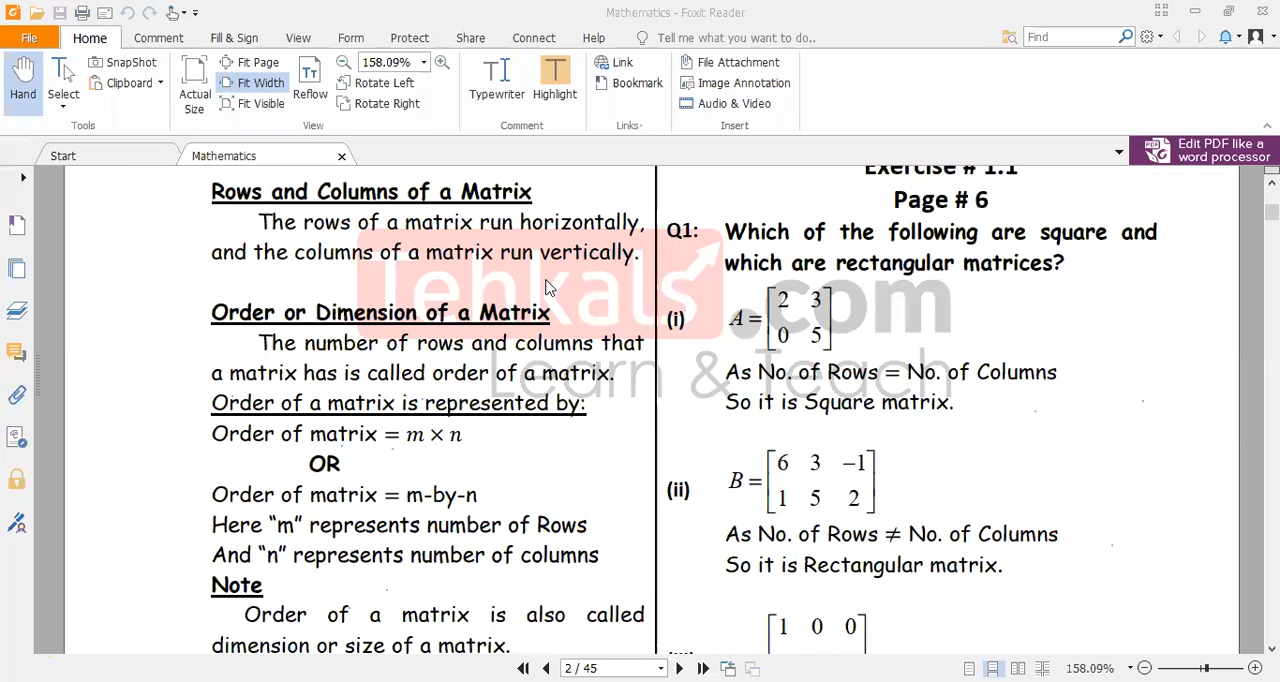 Mathematics - Foxit Reader
File Home Comment Fill & Sign View Form Protect Share Connect Help Tell me what you want to do.. Find
Hand
Select
SnapShot
Clipboard
Tools
Actual Size
Fit Page
Fit Width
Fit Visible
Reflow
158.09%
Rotate Left
Rotate Right
View
Typewriter
Highlight
Comment
Link
Bookmark
Links
File Attachment
Image Annotation
Audio & Video
Insert
Start
Mathematics
Edit PDF like a
word processor
Rows and Columns of a Matrix
The rows of a matrix run horizontally,
and the columns of a matrix run vertically.
Order or Dimension of a Matrix
The number of rows and columns that
a matrix has is called order of a matrix.
Order of a matrix is represented by:
Order of matrix = m × n
OR
Order of matrix = m-by-n
Here “m” represents number of Rows
And “n” represents number of columns
Note
Order of a matrix is also called
dimension or size of a matrix.
Exercise # 1.1
Page # 6
Q1: Which of the following are square and
which are rectangular matrices?
(i) A = [2 3
0 5]
As No. of Rows = No. of Columns
So it is Square matrix.
(ii) B = [6 3 −1
1 5 2]
As No. of Rows ≠ No. of Columns
So it is Rectangular matrix.
[1 0 0]
Tehkals.com
Learn & Teach
2 / 45
158.09%